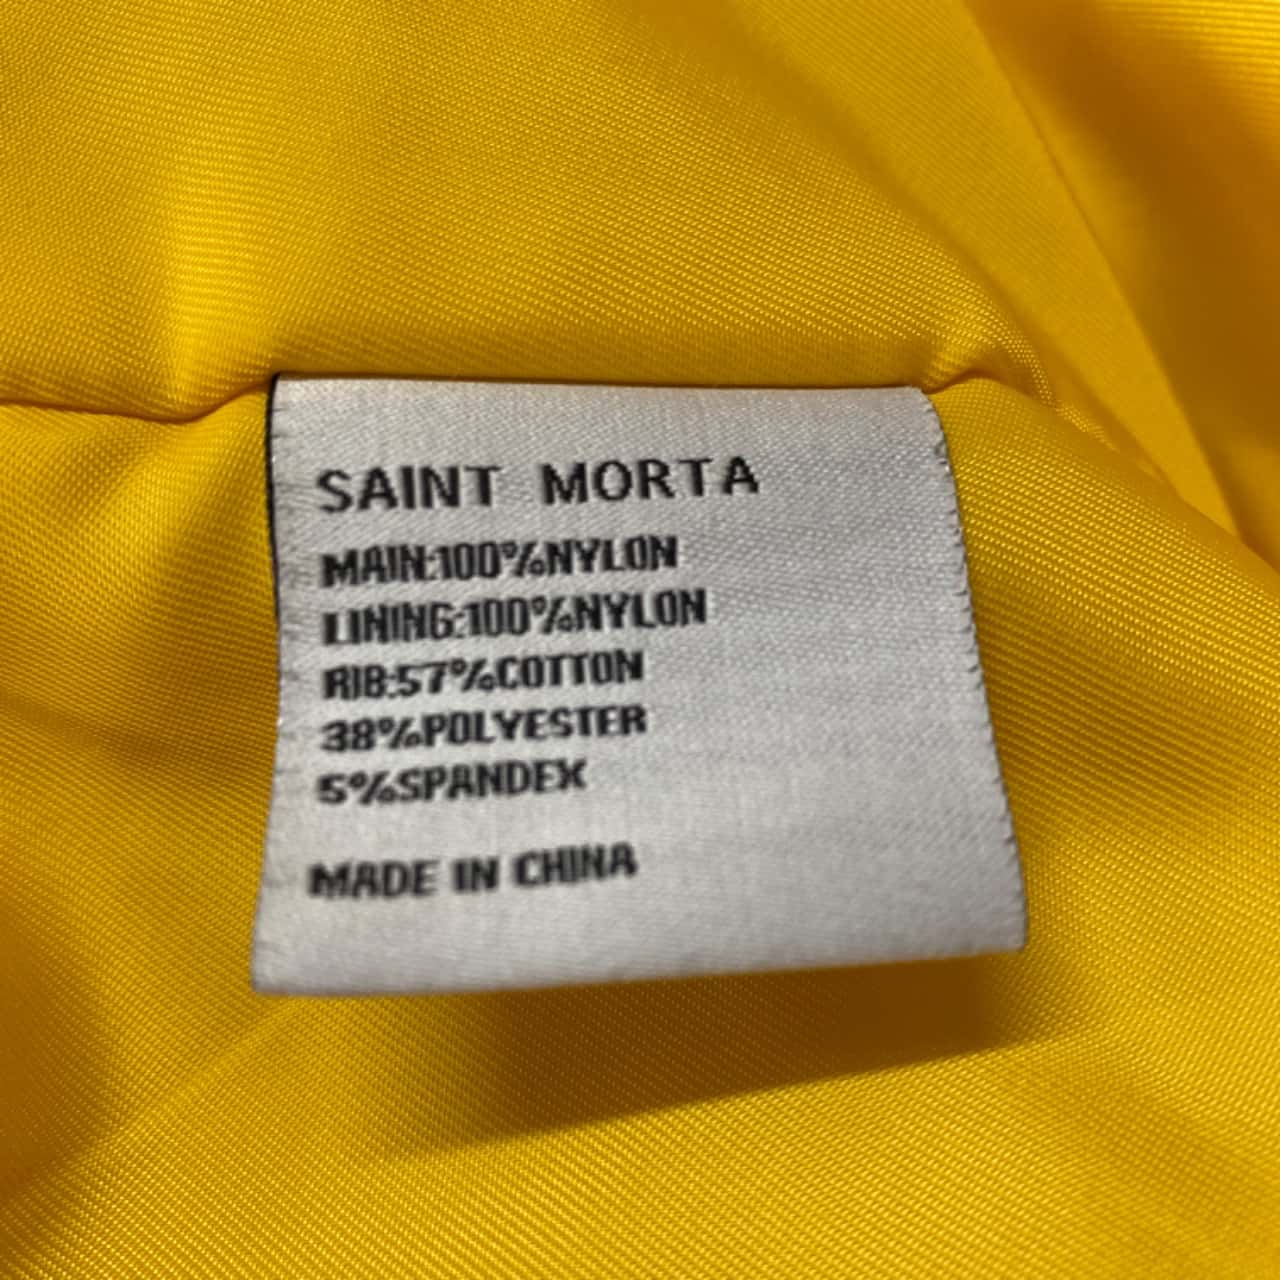 SAINT MORTA
MAIN:100%NYLON
LINING:100%NYLON
RIB:57%COTTON
38%POLYESTER
5%SPANDEX
MADE IN CHINA